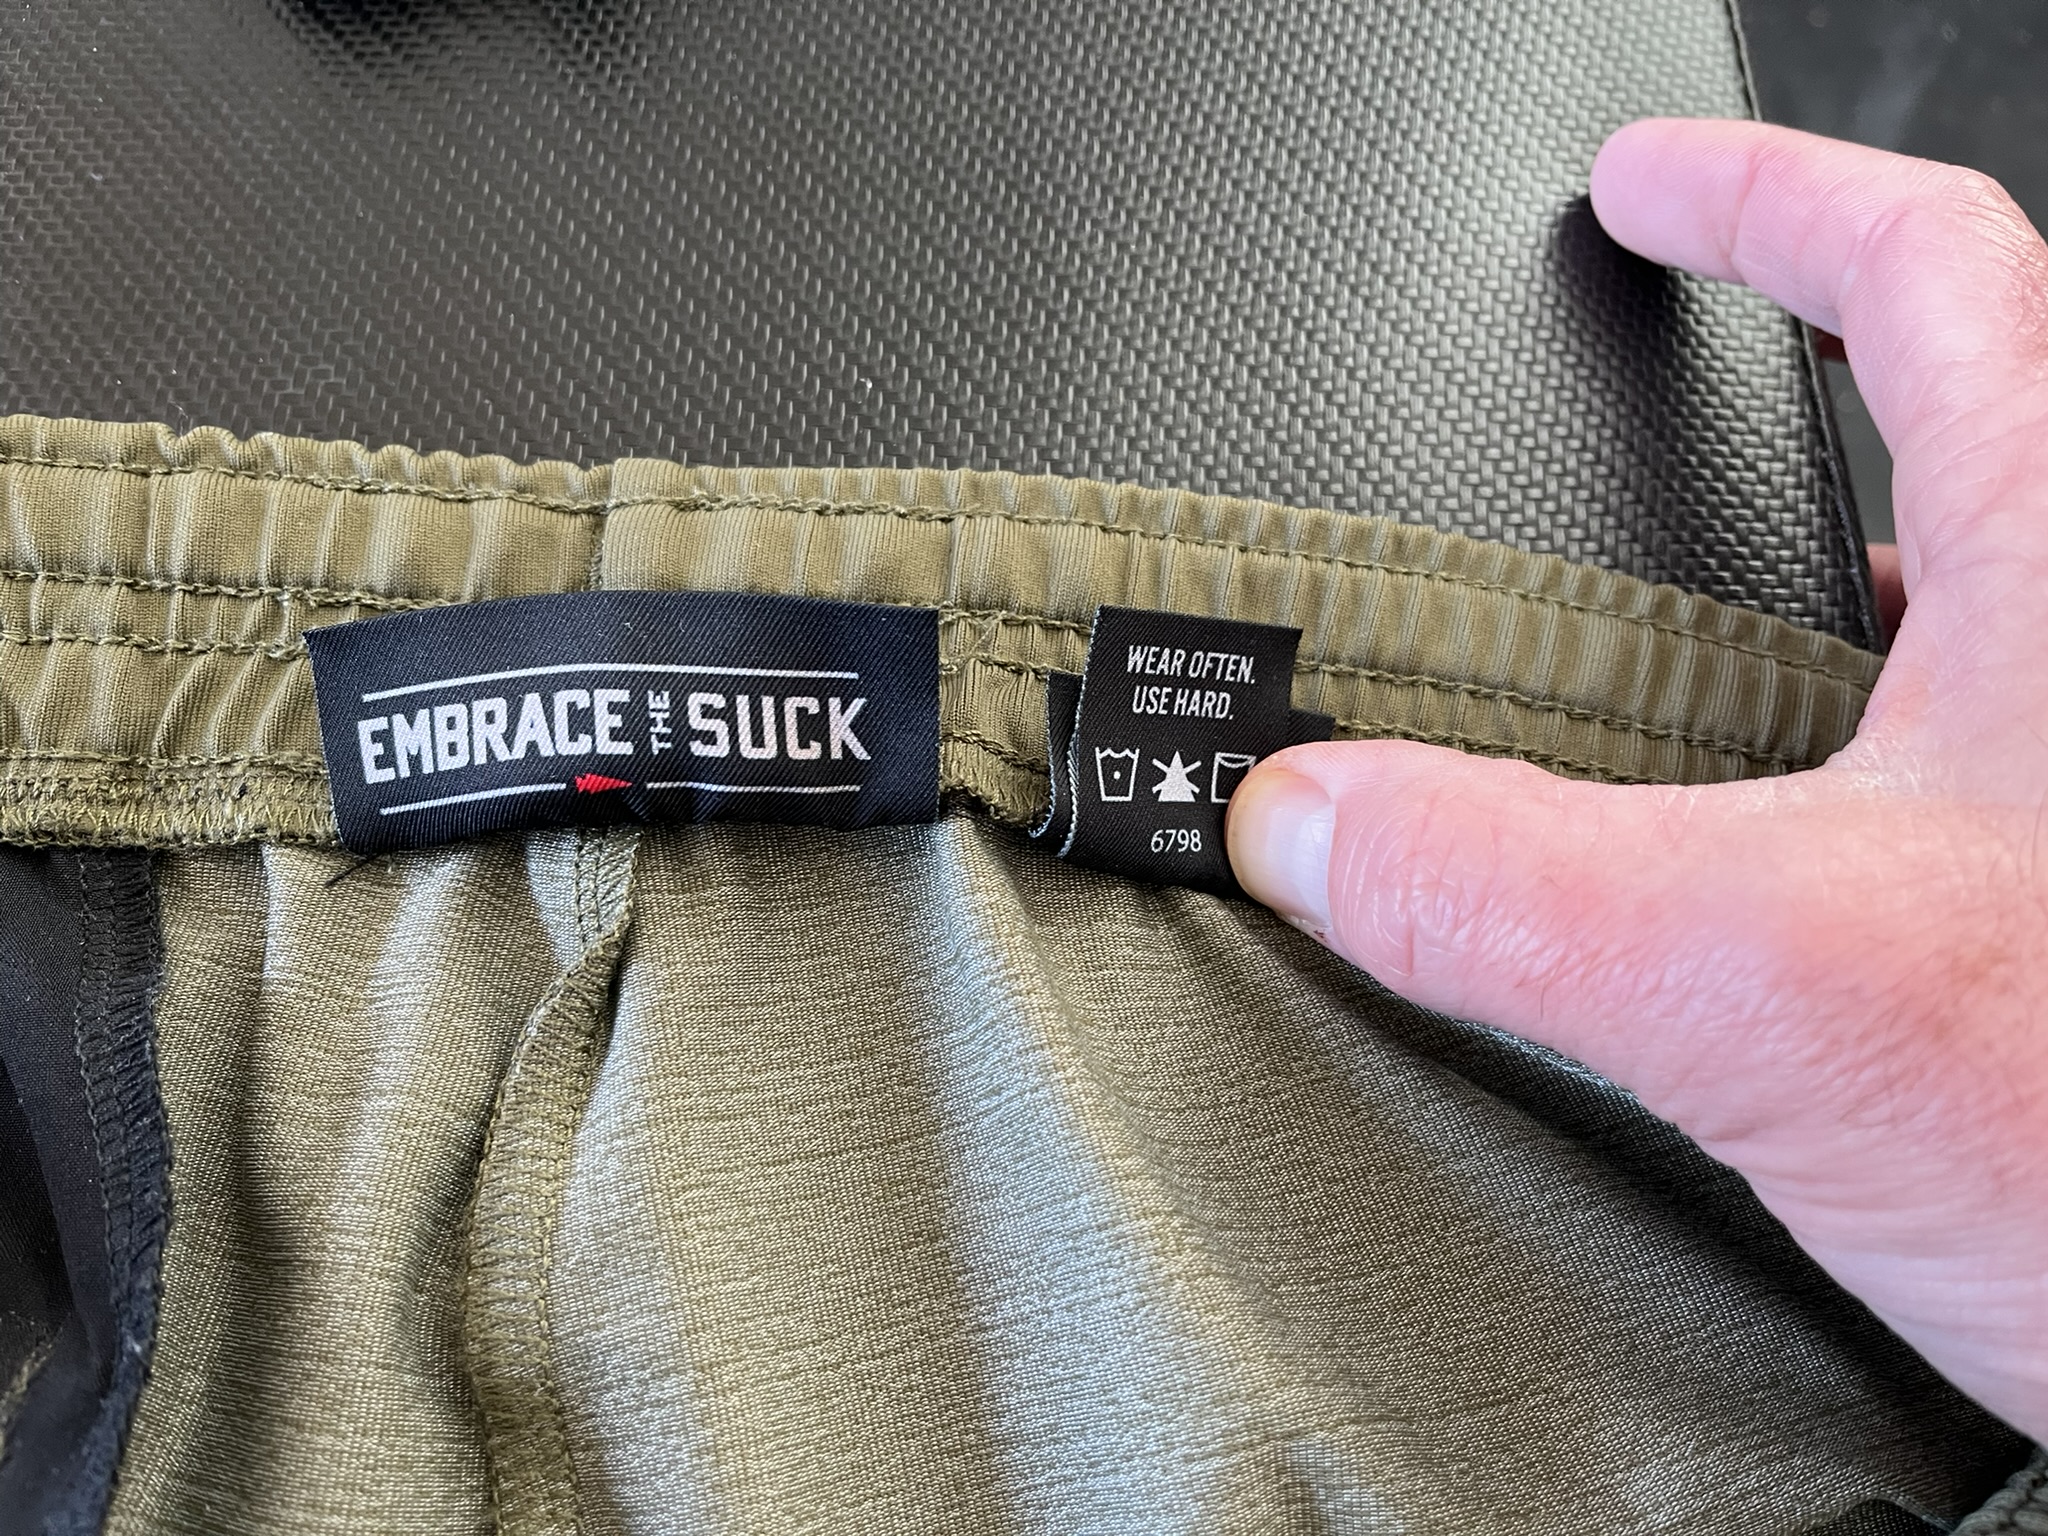 EMBRACE THE SUCK
WEAR OFTEN.
USE HARD.
6798